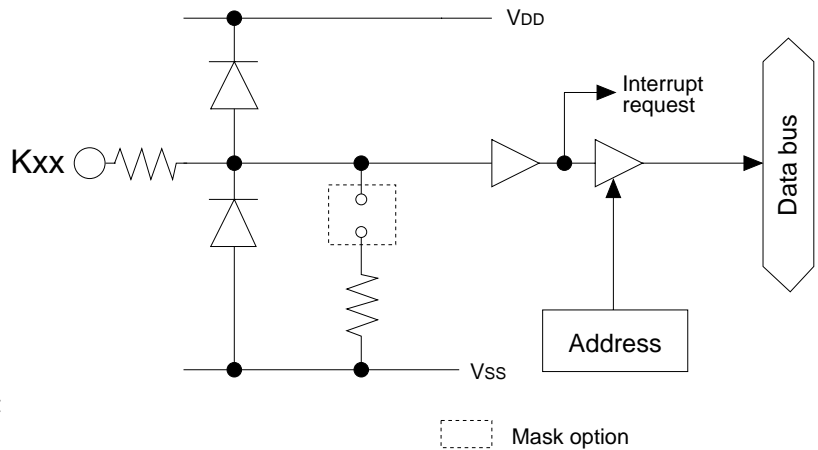 VDD
Interrupt
request
Kxx
Data bus
Address
VSS
Mask option